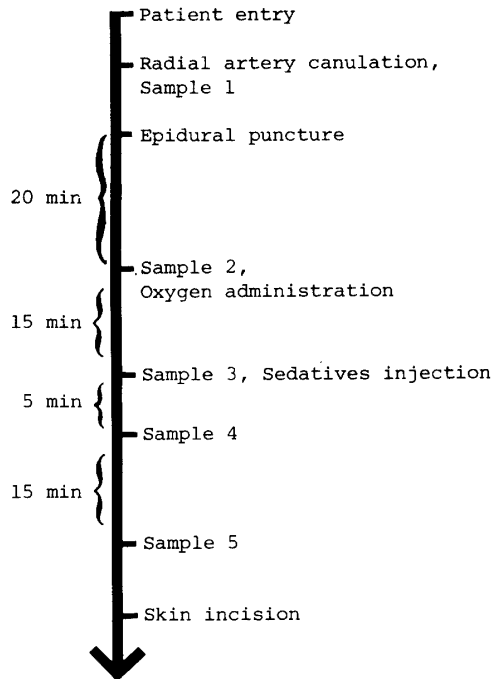 Patient entry
Radial artery canulation,
Sample 1
Epidural puncture
20 min
Sample 2,
Oxygen administration
15 min
Sample 3, Sedatives injection
5 min
Sample 4
15 min
Sample 5
Skin incision